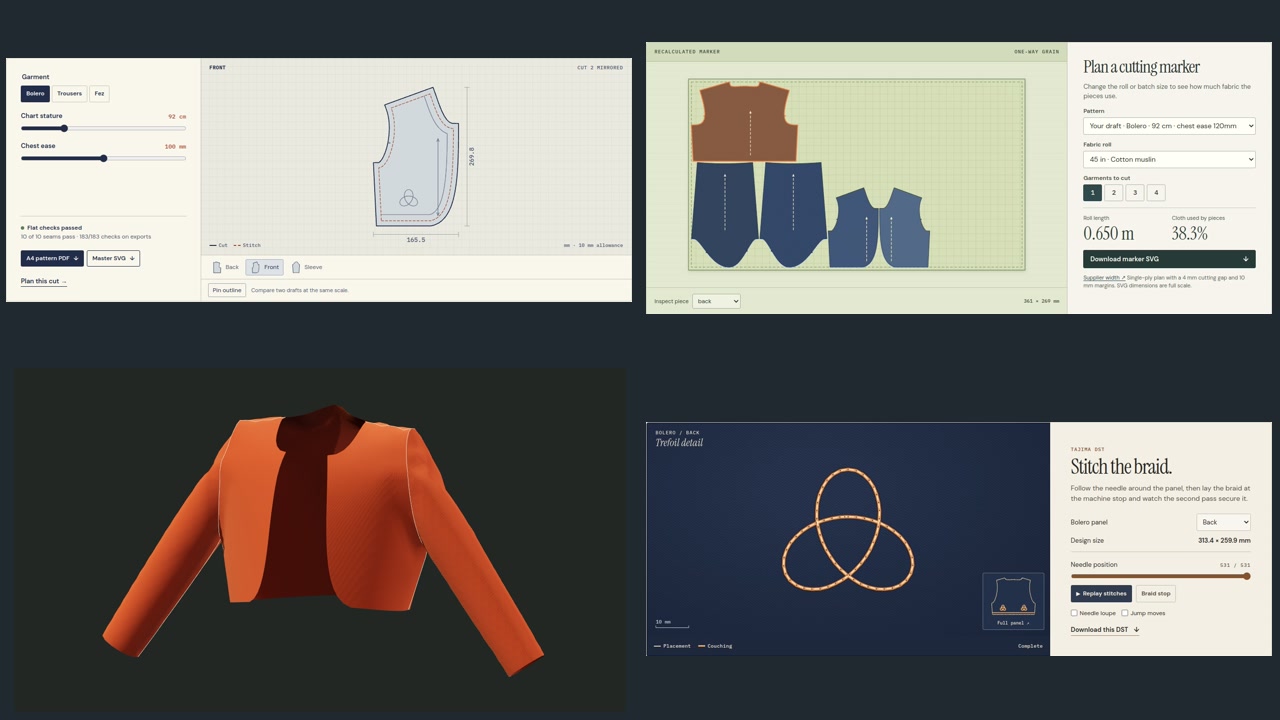 Garment
Bolero
Trousers
Fez
Chart stature
92 cm
Chest ease
100 mm
Flat checks passed
10 of 10 seams pass · 183/183 checks on exports
A4 pattern PDF ↓
Master SVG ↓
Plan this cut →
FRONT
CUT 2 MIRRORED
269.8
165.5
Cut
Stitch
mm · 10 mm allowance
Back
Front
Sleeve
Pin outline
Compare two drafts at the same scale.
RECALCULATED MARKER
ONE-WAY GRAIN
Inspect piece
back
361 × 269 mm
Plan a cutting marker
Change the roll or batch size to see how much fabric the
pieces use.
Pattern
Your draft · Bolero · 92 cm · chest ease 120mm
Fabric roll
45 in · Cotton muslin
Garments to cut
1
2
3
4
Roll length
Cloth used by pieces
0.650 m
38.3%
Download marker SVG ↓
Supplier width ↗ Single-ply plan with a 4 mm cutting gap and 10
mm margins. SVG dimensions are full scale.
BOLERO / BACK
Trefoil detail
10 mm
Full panel ↗
Placement
Couching
Complete
TAJIMA DST
Stitch the braid.
Follow the needle around the panel, then lay the braid at
the machine stop and watch the second pass secure it.
Bolero panel
Back
Design size
313.4 × 259.9 mm
Needle position
531 / 531
▶ Replay stitches
Braid stop
Needle loupe
Jump moves
Download this DST ↓